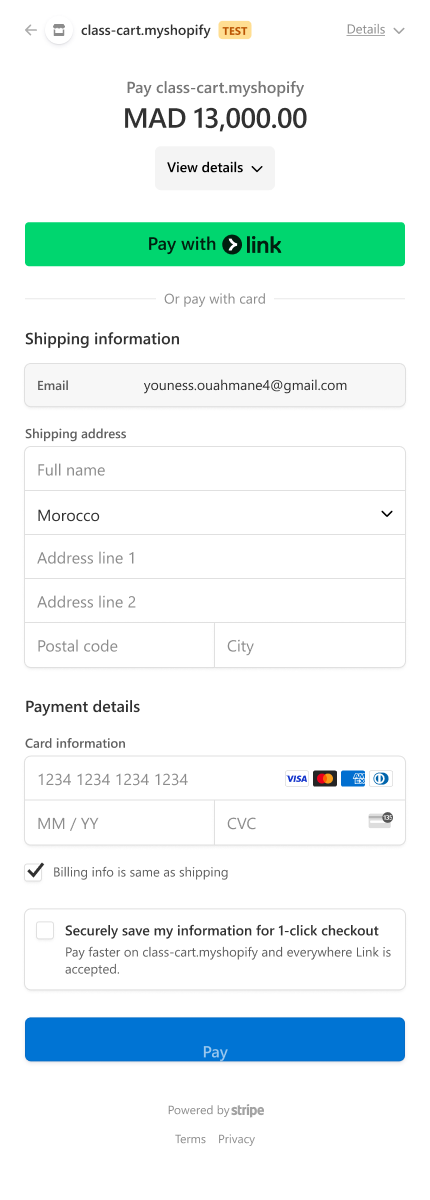 class-cart.myshopify TEST Details
Pay class-cart.myshopify
MAD 13,000.00
View details
Pay with link
Or pay with card
Shipping information
Email youness.ouahmane4@gmail.com
Shipping address
Full name
Morocco
Address line 1
Address line 2
Postal code City
Payment details
Card information
1234 1234 1234 1234 VISA AMEX
MM / YY CVC 135
Billing info is same as shipping
Securely save my information for 1-click checkout
Pay faster on class-cart.myshopify and everywhere Link is
accepted.
Pay
Powered by stripe
Terms Privacy